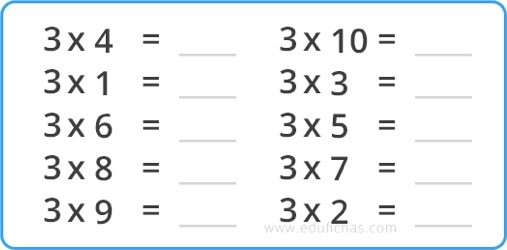 3 x 4 = ____ 3 x 10 = ____
3 x 1 = ____ 3 x 3 = ____
3 x 6 = ____ 3 x 5 = ____
3 x 8 = ____ 3 x 7 = ____
3 x 9 = ____ 3 x 2 = ____
www.edufichas.com